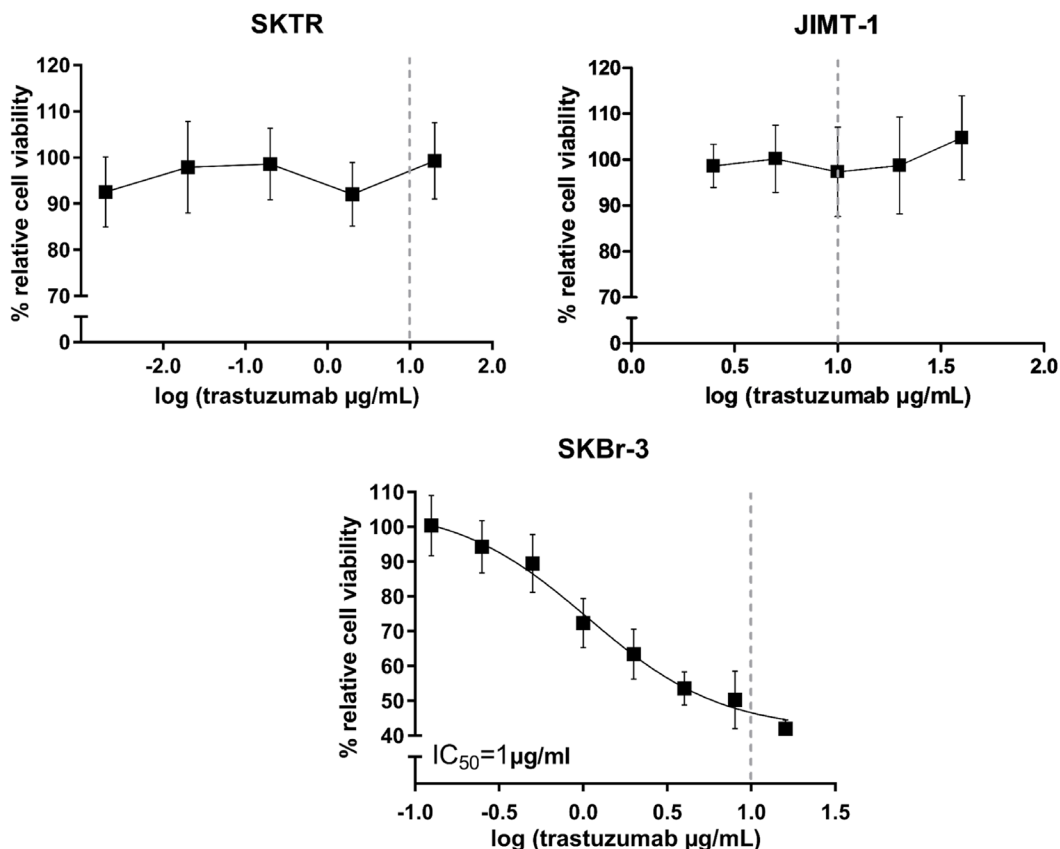 SKTR
% relative cell viability
120
110
100
90
80
70
0
-2.0 -1.0 0.0 1.0 2.0
log (trastuzumab µg/mL)
JIMT-1
% relative cell viability
120
110
100
90
80
70
0
0.0 0.5 1.0 1.5 2.0
log (trastuzumab µg/mL)
SKBr-3
% relative cell viability
110
100
90
80
70
60
50
40
IC50=1µg/ml
-1.0 -0.5 0.0 0.5 1.0 1.5
log (trastuzumab µg/mL)